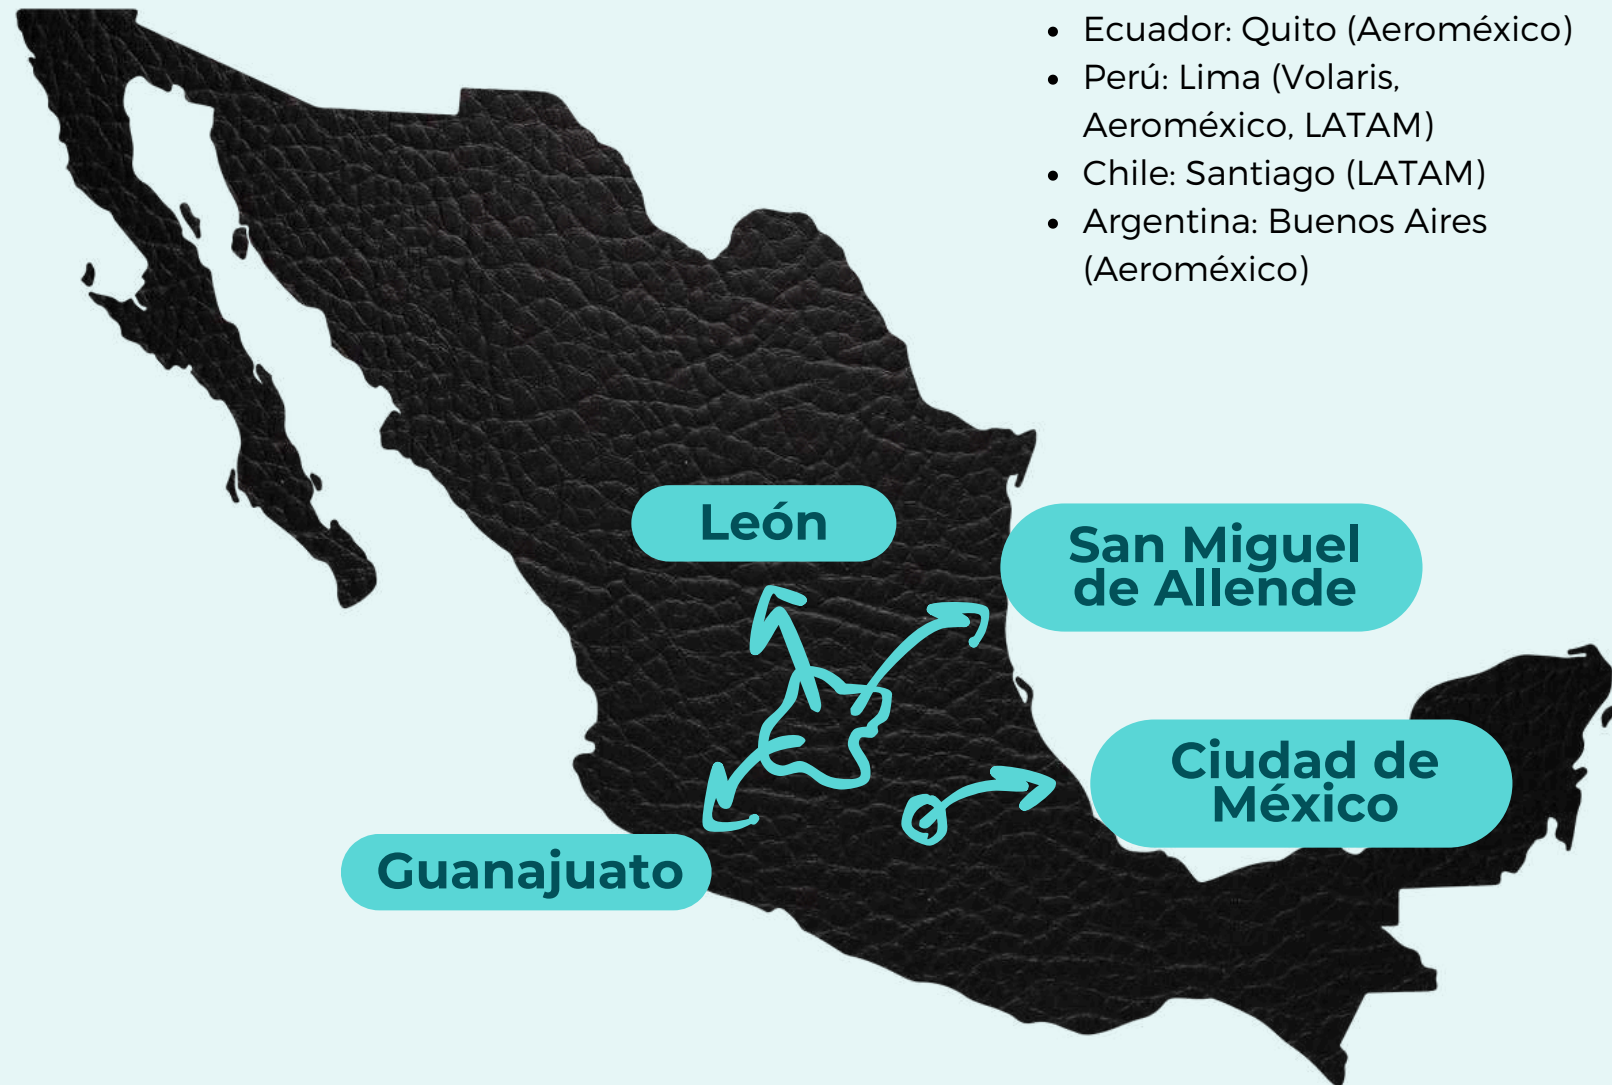 • Ecuador: Quito (Aeroméxico)
• Perú: Lima (Volaris,
Aeroméxico, LATAM)
• Chile: Santiago (LATAM)
• Argentina: Buenos Aires
(Aeroméxico)
León
San Miguel
de Allende
Ciudad de
México
Guanajuato